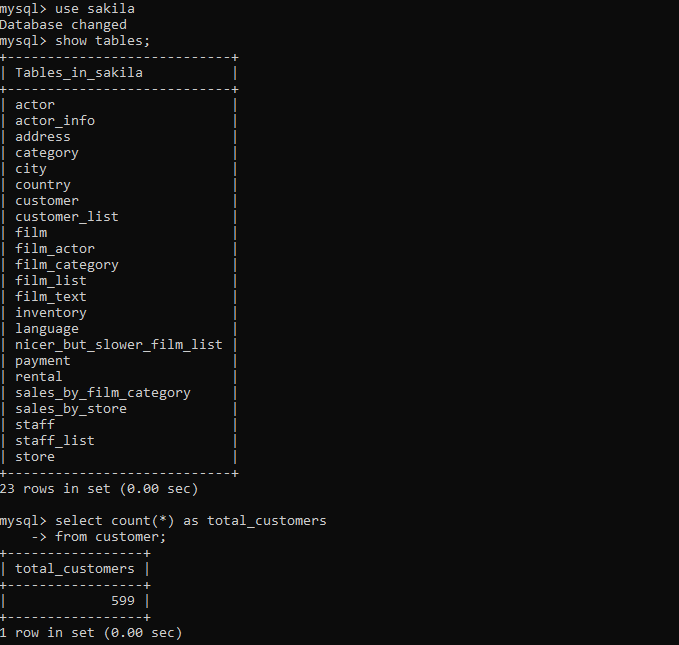 mysql> use sakila
Database changed
mysql> show tables;
+----------------------------+
| Tables_in_sakila           |
+----------------------------+
| actor                      |
| actor_info                 |
| address                    |
| category                   |
| city                       |
| country                    |
| customer                   |
| customer_list              |
| film                       |
| film_actor                 |
| film_category              |
| film_list                  |
| film_text                  |
| inventory                  |
| language                   |
| nicer_but_slower_film_list |
| payment                    |
| rental                     |
| sales_by_film_category     |
| sales_by_store             |
| staff                      |
| staff_list                 |
| store                      |
+----------------------------+
23 rows in set (0.00 sec)
mysql> select count(*) as total_customers
    -> from customer;
+-----------------+
| total_customers |
+-----------------+
|             599 |
+-----------------+
1 row in set (0.00 sec)